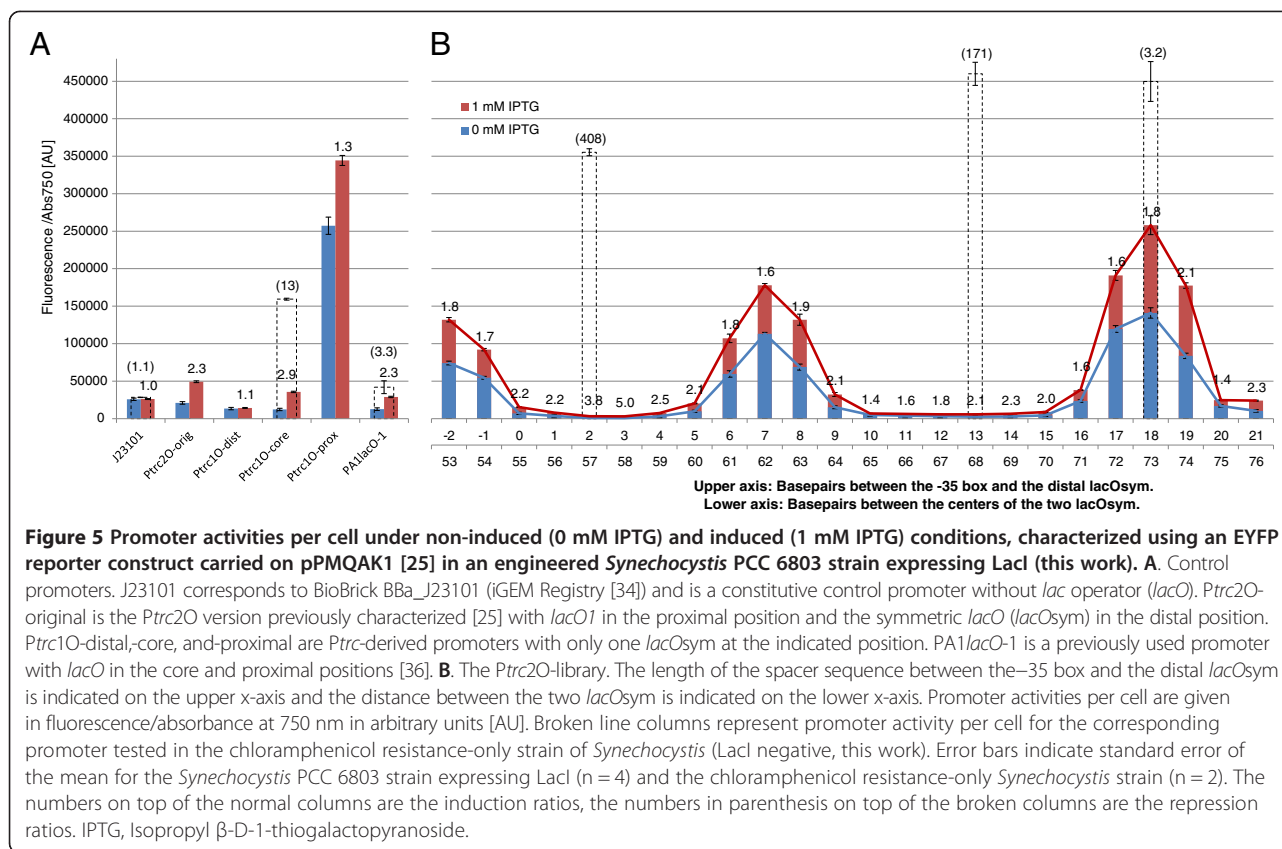 A
B
(171)
(3.2)
450000
1 mM IPTG
0 mM IPTG
400000
(408)
1.3
350000
300000
1.8
250000
1.6
2.1
200000
1.6
(13)
150000
1.8
1.8
1.9
1.7
100000
(1.1)
1.0
2.3
1.1
2.9
(3.3)
2.3
50000
2.2
2.2
3.8
5.0
2.5
2.1
2.1
1.4
1.6
1.8
2.1
2.3
2.0
1.6
1.4
2.3
0
Fluorescence /Abs750 [AU]
J23101
Ptrc2O-orig
Ptrc1O-dist
Ptrc1O-core
Ptrc1O-prox
PA1lacO-1
-2 -1 0 1 2 3 4 5 6 7 8 9 10 11 12 13 14 15 16 17 18 19 20 21
53 54 55 56 57 58 59 60 61 62 63 64 65 66 67 68 69 70 71 72 73 74 75 76
Upper axis: Basepairs between the -35 box and the distal lacOsym.
Lower axis: Basepairs between the centers of the two lacOsym.
Figure 5 Promoter activities per cell under non-induced (0 mM IPTG) and induced (1 mM IPTG) conditions, characterized using an EYFP
reporter construct carried on pPMQAK1 [25] in an engineered Synechocystis PCC 6803 strain expressing LacI (this work). A. Control
promoters. J23101 corresponds to BioBrick BBa_J23101 (iGEM Registry [34]) and is a constitutive control promoter without lac operator (lacO). Ptrc2O-
original is the Ptrc2O version previously characterized [25] with lacO1 in the proximal position and the symmetric lacO (lacOsym) in the distal position.
Ptrc1O-distal,-core, and-proximal are Ptrc-derived promoters with only one lacOsym at the indicated position. PA1lacO-1 is a previously used promoter
with lacO in the core and proximal positions [36]. B. The Ptrc2O-library. The length of the spacer sequence between the−35 box and the distal lacOsym
is indicated on the upper x-axis and the distance between the two lacOsym is indicated on the lower x-axis. Promoter activities per cell are given
in fluorescence/absorbance at 750 nm in arbitrary units [AU]. Broken line columns represent promoter activity per cell for the corresponding
promoter tested in the chloramphenicol resistance-only strain of Synechocystis (LacI negative, this work). Error bars indicate standard error of
the mean for the Synechocystis PCC 6803 strain expressing LacI (n = 4) and the chloramphenicol resistance-only Synechocystis strain (n = 2). The
numbers on top of the normal columns are the induction ratios, the numbers in parenthesis on top of the broken columns are the repression
ratios. IPTG, Isopropyl β-D-1-thiogalactopyranoside.